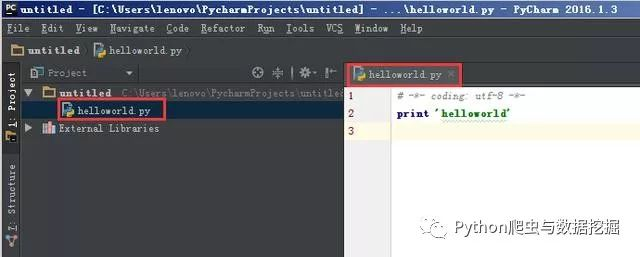 untitled - [C:\Users\lenovo\PycharmProjects\untitled] - ...\helloworld.py - PyCharm 2016.1.3
File Edit View Navigate Code Refactor Run Tools VCS Window Help
untitled helloworld.py
1: Project
7: Structure
Project
untitled C:\Users\lenovo\PycharmProjects\untitled
helloworld.py
External Libraries
helloworld.py ×
1 # -*- coding: utf-8 -*-
2 print 'helloworld'
3
Python爬虫与数据挖掘